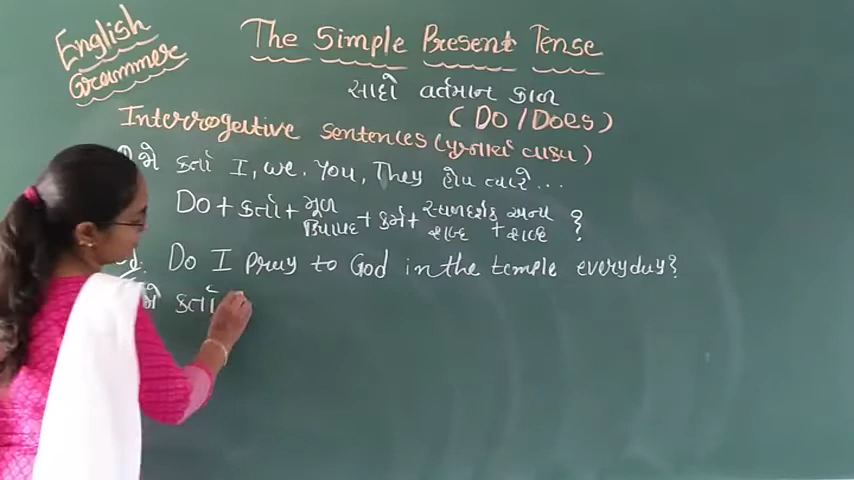 English
Grammer
The Simple Present Tense
સાદો વર્તમાન કાળ
Interrogative sentences (પ્રશ્નાર્થ વાક્ય)
(Do/Does)
જો કર્તા I, we, You, They હોય ત્યારે...
Do + કર્તા + મૂળ ક્રિયાપદ + કર્મ + સ્થળદર્શક શબ્દ + અન્ય શબ્દ ?
Do I pray to God in the temple everyday?
જો કર્તા